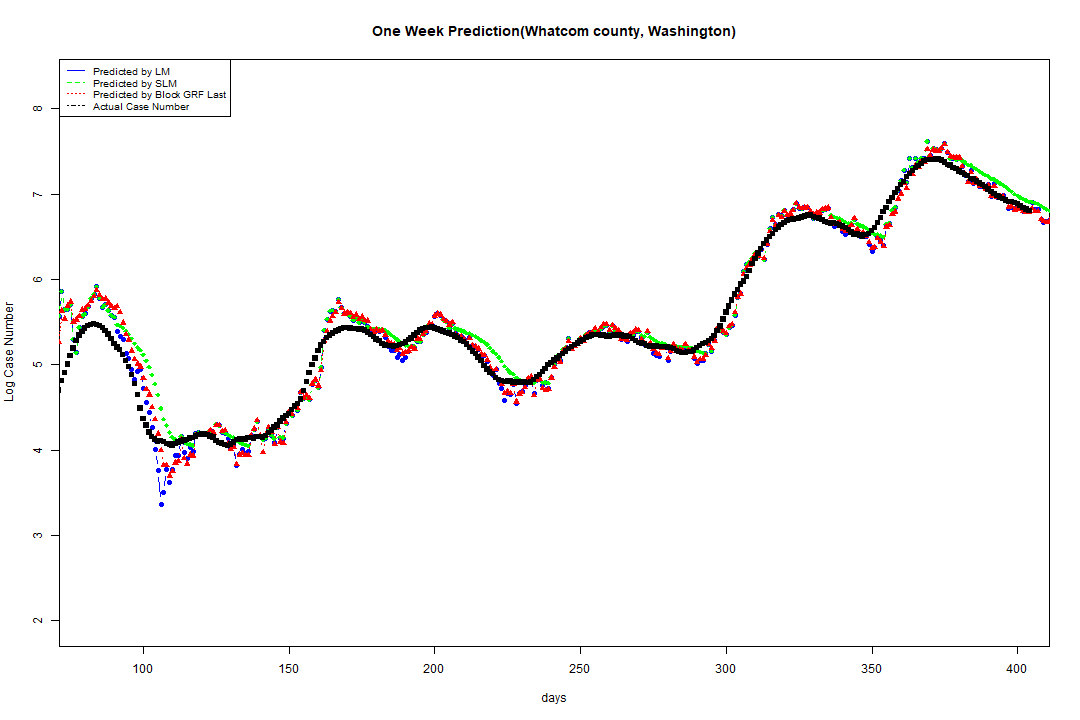 One Week Prediction(Whatcom county, Washington)
Predicted by LM
Predicted by SLM
Predicted by Block GRF Last
Actual Case Number
8
7
6
5
4
3
2
Log Case Number
100 150 200 250 300 350 400
days